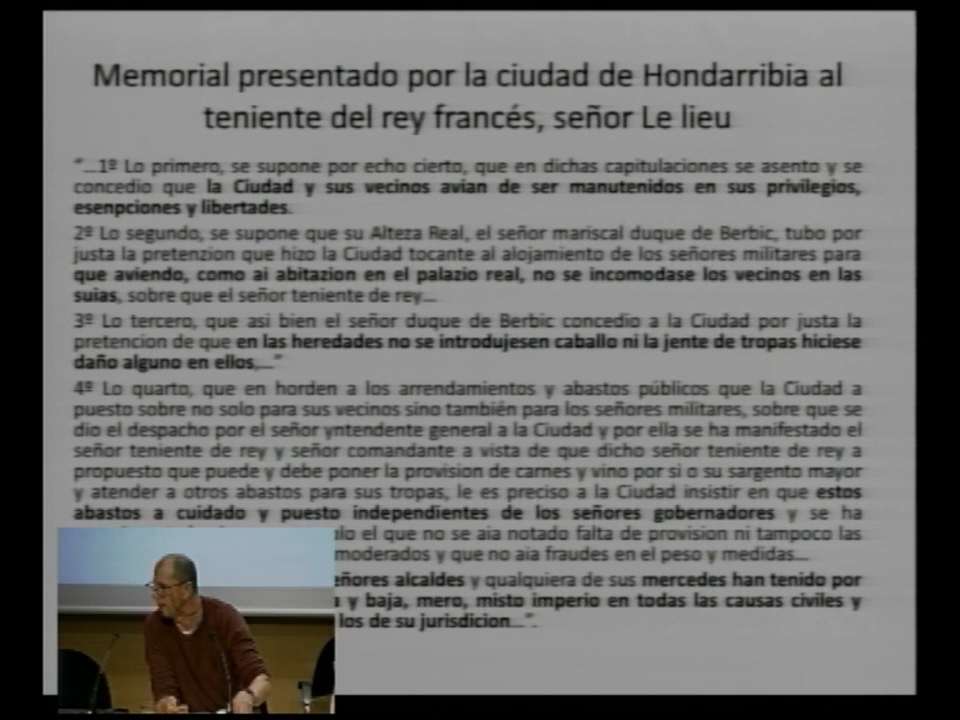 Memorial presentado por la ciudad de Hondarribia al
teniente del rey francés, señor Le lieu
"...1º Lo primero, se supone por echo cierto, que en dichas capitulaciones se asento y se
concedio que la Ciudad y sus vecinos avian de ser manutenidos en sus privilegios,
esenpciones y libertades.
2º Lo segundo, se supone que su Alteza Real, el señor mariscal duque de Berbic, tubo por
justa la pretenzion que hizo la Ciudad tocante al alojamiento de los señores militares para
que aviendo, como ai abitazion en el palazio real, no se incomodase los vecinos en las
suias, sobre que el señor teniente de rey...
3º Lo tercero, que asi bien el señor duque de Berbic concedio a la Ciudad por justa la
pretencion de que en las heredades no se introdujesen caballo ni la jente de tropas hiciese
daño alguno en ellos,..."
4º Lo quarto, que en horden a los arrendamientos y abastos públicos que la Ciudad a
puesto sobre no solo para sus vecinos sino también para los señores militares, sobre que se
dio el despacho por el señor yntendente general a la Ciudad y por ella se ha manifestado el
señor teniente de rey y señor comandante a vista de que dicho señor teniente de rey a
propuesto que puede y debe poner la provision de carnes y vino por si o su sargento mayor
y atender a otros abastos para sus tropas, le es preciso a la Ciudad insistir en que estos
abastos a cuidado y puesto independientes de los señores gobernadores y se ha
el que no se aia notado falta de provision ni tampoco las
moderados y que no aia fraudes en el peso y medidas...
eñores alcaldes y qualquiera de sus mercedes han tenido por
y baja, mero, misto imperio en todas las causas civiles y
los de su jurisdicion...".